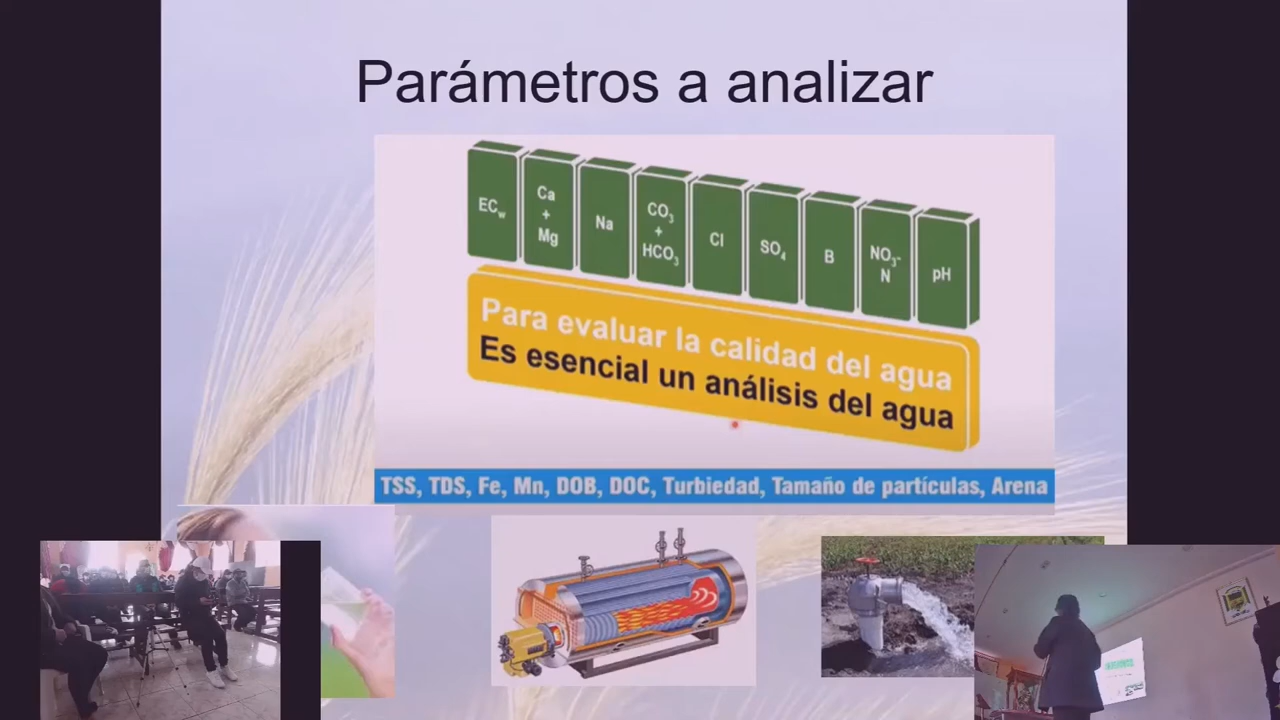 Parámetros a analizar
EC_w
Ca
+
Mg
Na
CO₃
+
HCO₃
Cl
SO₄
B
NO₃-
N
pH
Para evaluar la calidad del agua
Es esencial un análisis del agua
TSS, TDS, Fe, Mn, DOB, DOC, Turbiedad, Tamaño de partículas, Arena